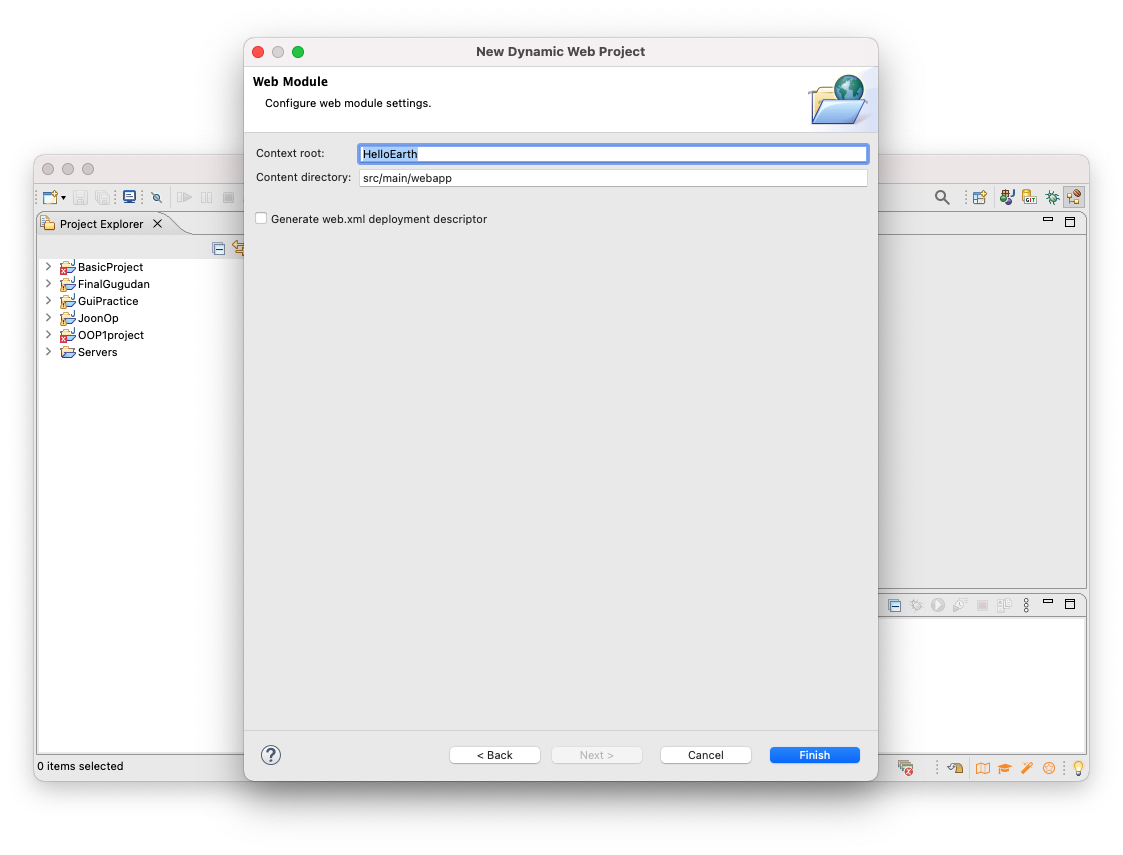 New Dynamic Web Project
Web Module
Configure web module settings.
Context root: HelloEarth
Content directory: src/main/webapp
Generate web.xml deployment descriptor
Project Explorer
BasicProject
FinalGugudan
GuiPractice
JoonOp
OOP1project
Servers
GIT
? < Back Next > Cancel Finish
0 items selected